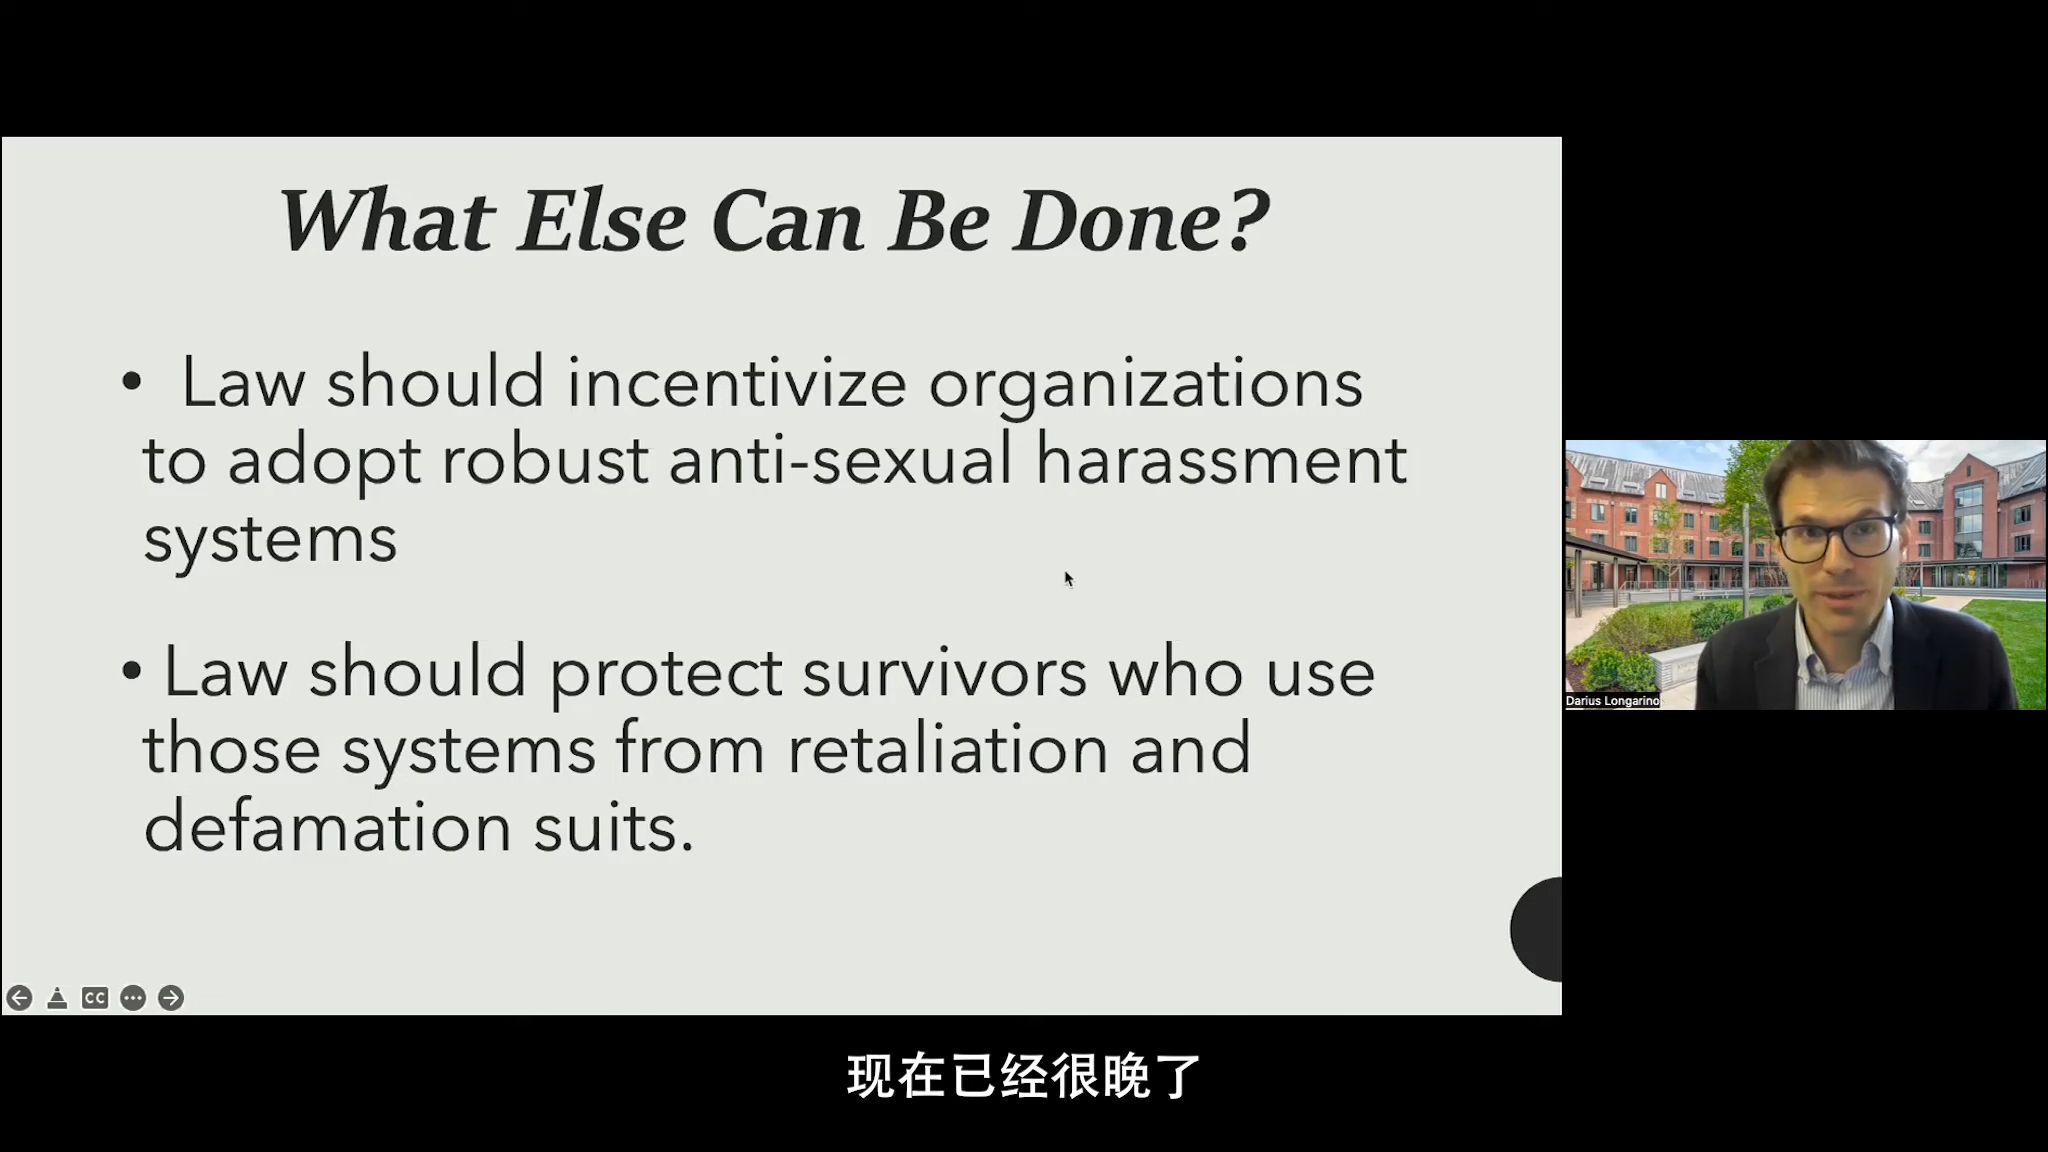 What Else Can Be Done?
• Law should incentivize organizations
to adopt robust anti-sexual harassment
systems
• Law should protect survivors who use
those systems from retaliation and
defamation suits.
CC
Darius Longarino
现在已经很晚了